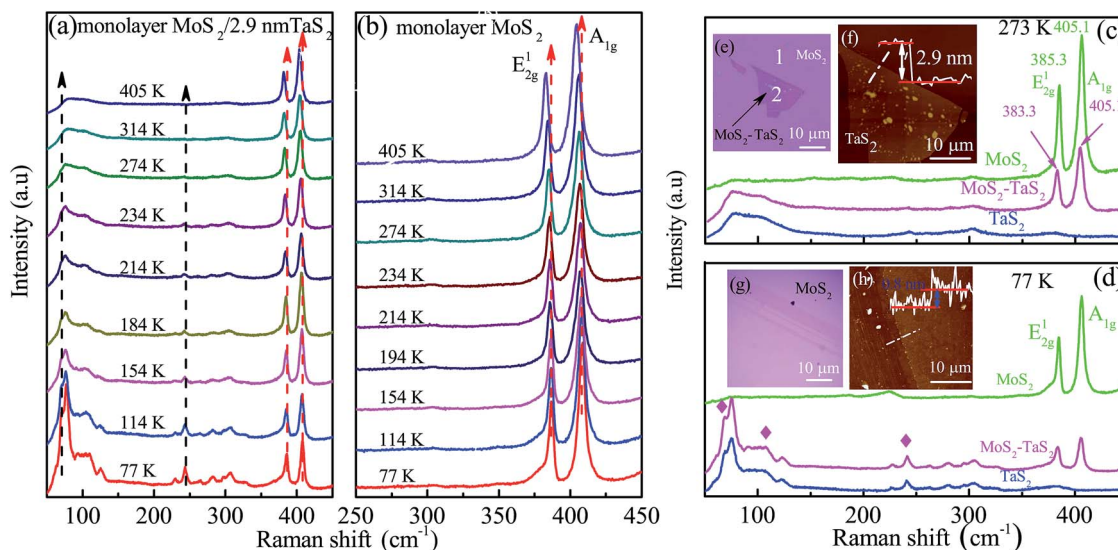 (a) monolayer MoS2/2.9 nmTaS2
405 K
314 K
274 K
234 K
214 K
184 K
154 K
114 K
77 K
50 150 250 350 450
Intensity (a.u)
(b) monolayer MoS2
E12g
A1g
405 K
314 K
274 K
234 K
214 K
194 K
154 K
114 K
77 K
250 300 350 400 450
Raman shift (cm-1)
Intensity (a.u)
273 K
(c)
405.1
385.3
E12g
A1g
383.3
MoS2
MoS2-TaS2
TaS2
(e)
1
MoS2
2
MoS2-TaS2
10 μm
(f)
2.9 nm
TaS2
10 μm
100 200 300 400
77 K
(d)
E12g
A1g
MoS2
MoS2-TaS2
TaS2
(g)
MoS2
10 μm
(h)
10 μm
100 200 300 400
Raman shift (cm-1)